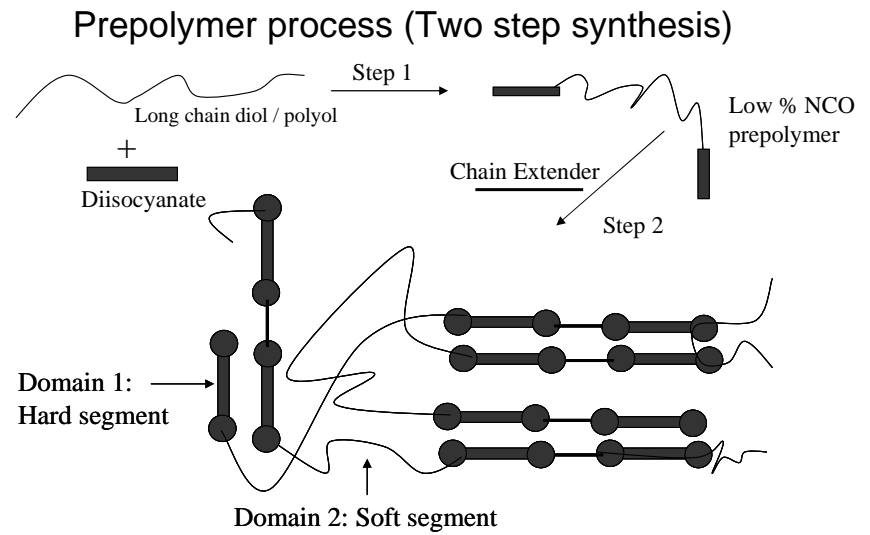 Prepolymer process (Two step synthesis)
Step 1
Long chain diol / polyol
+
Diisocyanate
Low % NCO
prepolymer
Chain Extender
Step 2
Domain 1:
Hard segment
Domain 2: Soft segment